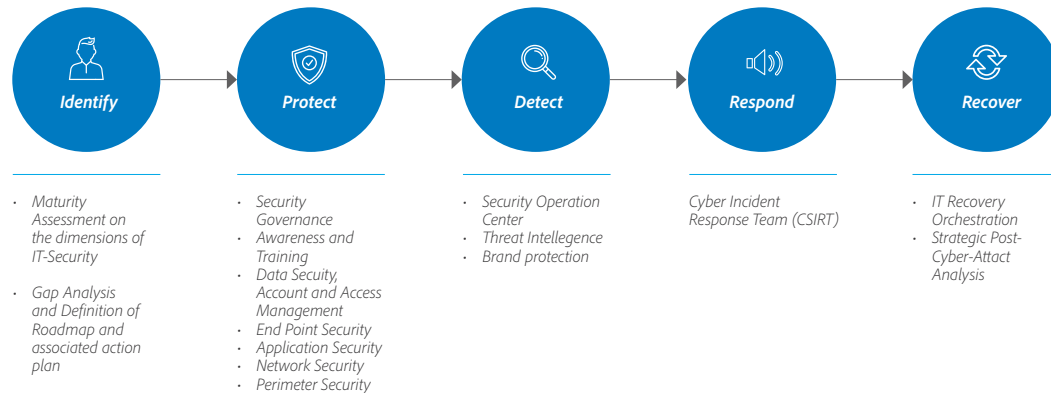 Identify
Protect
Detect
Respond
Recover
• Maturity
Assessment on
the dimensions of
IT-Security
• Gap Analysis
and Definition of
Roadmap and
associated action
plan
• Security
Governance
• Awareness and
Training
• Data Secuity,
Account and Access
Management
• End Point Security
• Application Security
• Network Security
• Perimeter Security
• Security Operation
Center
• Threat Intellegence
• Brand protection
Cyber Incident
Response Team (CSIRT)
• IT Recovery
Orchestration
• Strategic Post-
Cyber-Attact
Analysis